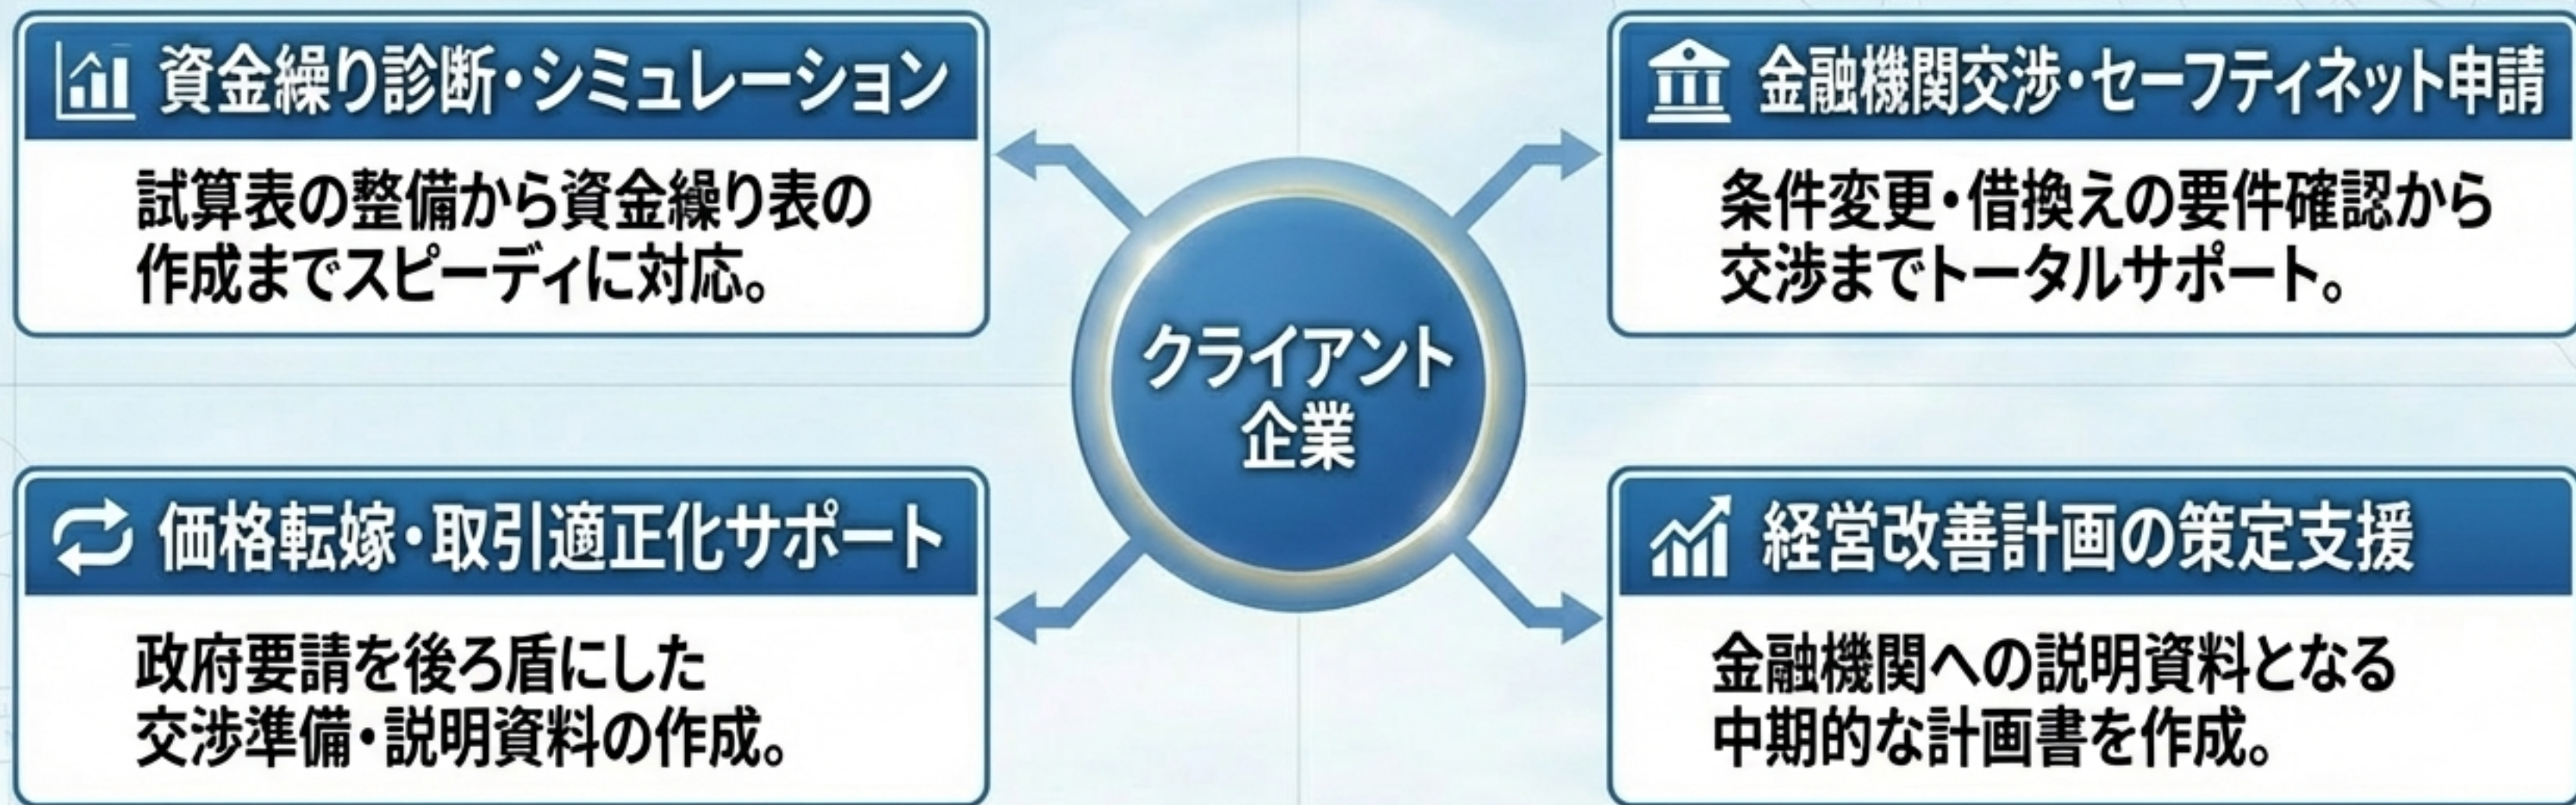 資金繰り診断・シミュレーション
試算表の整備から資金繰り表の
作成までスピーディに対応。
金融機関交渉・セーフティネット申請
条件変更・借換えの要件確認から
交渉までトータルサポート。
クライアント
企業
価格転嫁・取引適正化サポート
政府要請を後ろ盾にした
交渉準備・説明資料の作成。
経営改善計画の策定支援
金融機関への説明資料となる
中期的な計画書を作成。